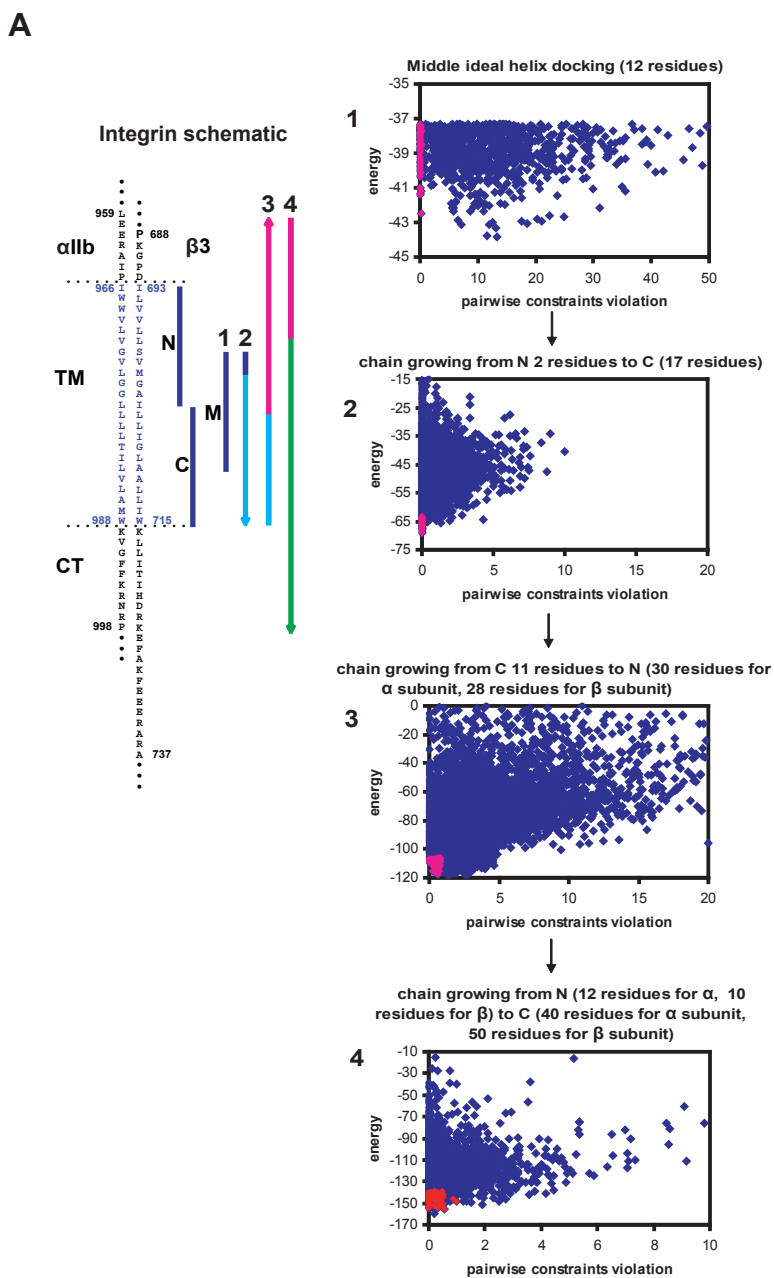 A
Integrin schematic
αIIb
β3
TM
CT
959
966
988
998
688
693
715
737
LEERAIP
IWWVLVGVLGGLLLLTILVLAMW
KVGFFKRNRP
PKGPD
ILVVLLSVMGAILLIGLAALLIW
KLLITIHDRKEFAKFEEERARA
N
C
M
1
2
3
4
1
Middle ideal helix docking (12 residues)
energy
-35
-37
-39
-41
-43
-45
0 10 20 30 40 50
pairwise constraints violation
2
chain growing from N 2 residues to C (17 residues)
energy
-15
-25
-35
-45
-55
-65
-75
0 5 10 15 20
pairwise constraints violation
3
chain growing from C 11 residues to N (30 residues for
α subunit, 28 residues for β subunit)
energy
0
-20
-40
-60
-80
-100
-120
0 5 10 15 20
pairwise constraints violation
4
chain growing from N (12 residues for α, 10
residues for β) to C (40 residues for α subunit,
50 residues for β subunit)
energy
-10
-30
-50
-70
-90
-110
-130
-150
-170
0 2 4 6 8 10
pairwise constraints violation